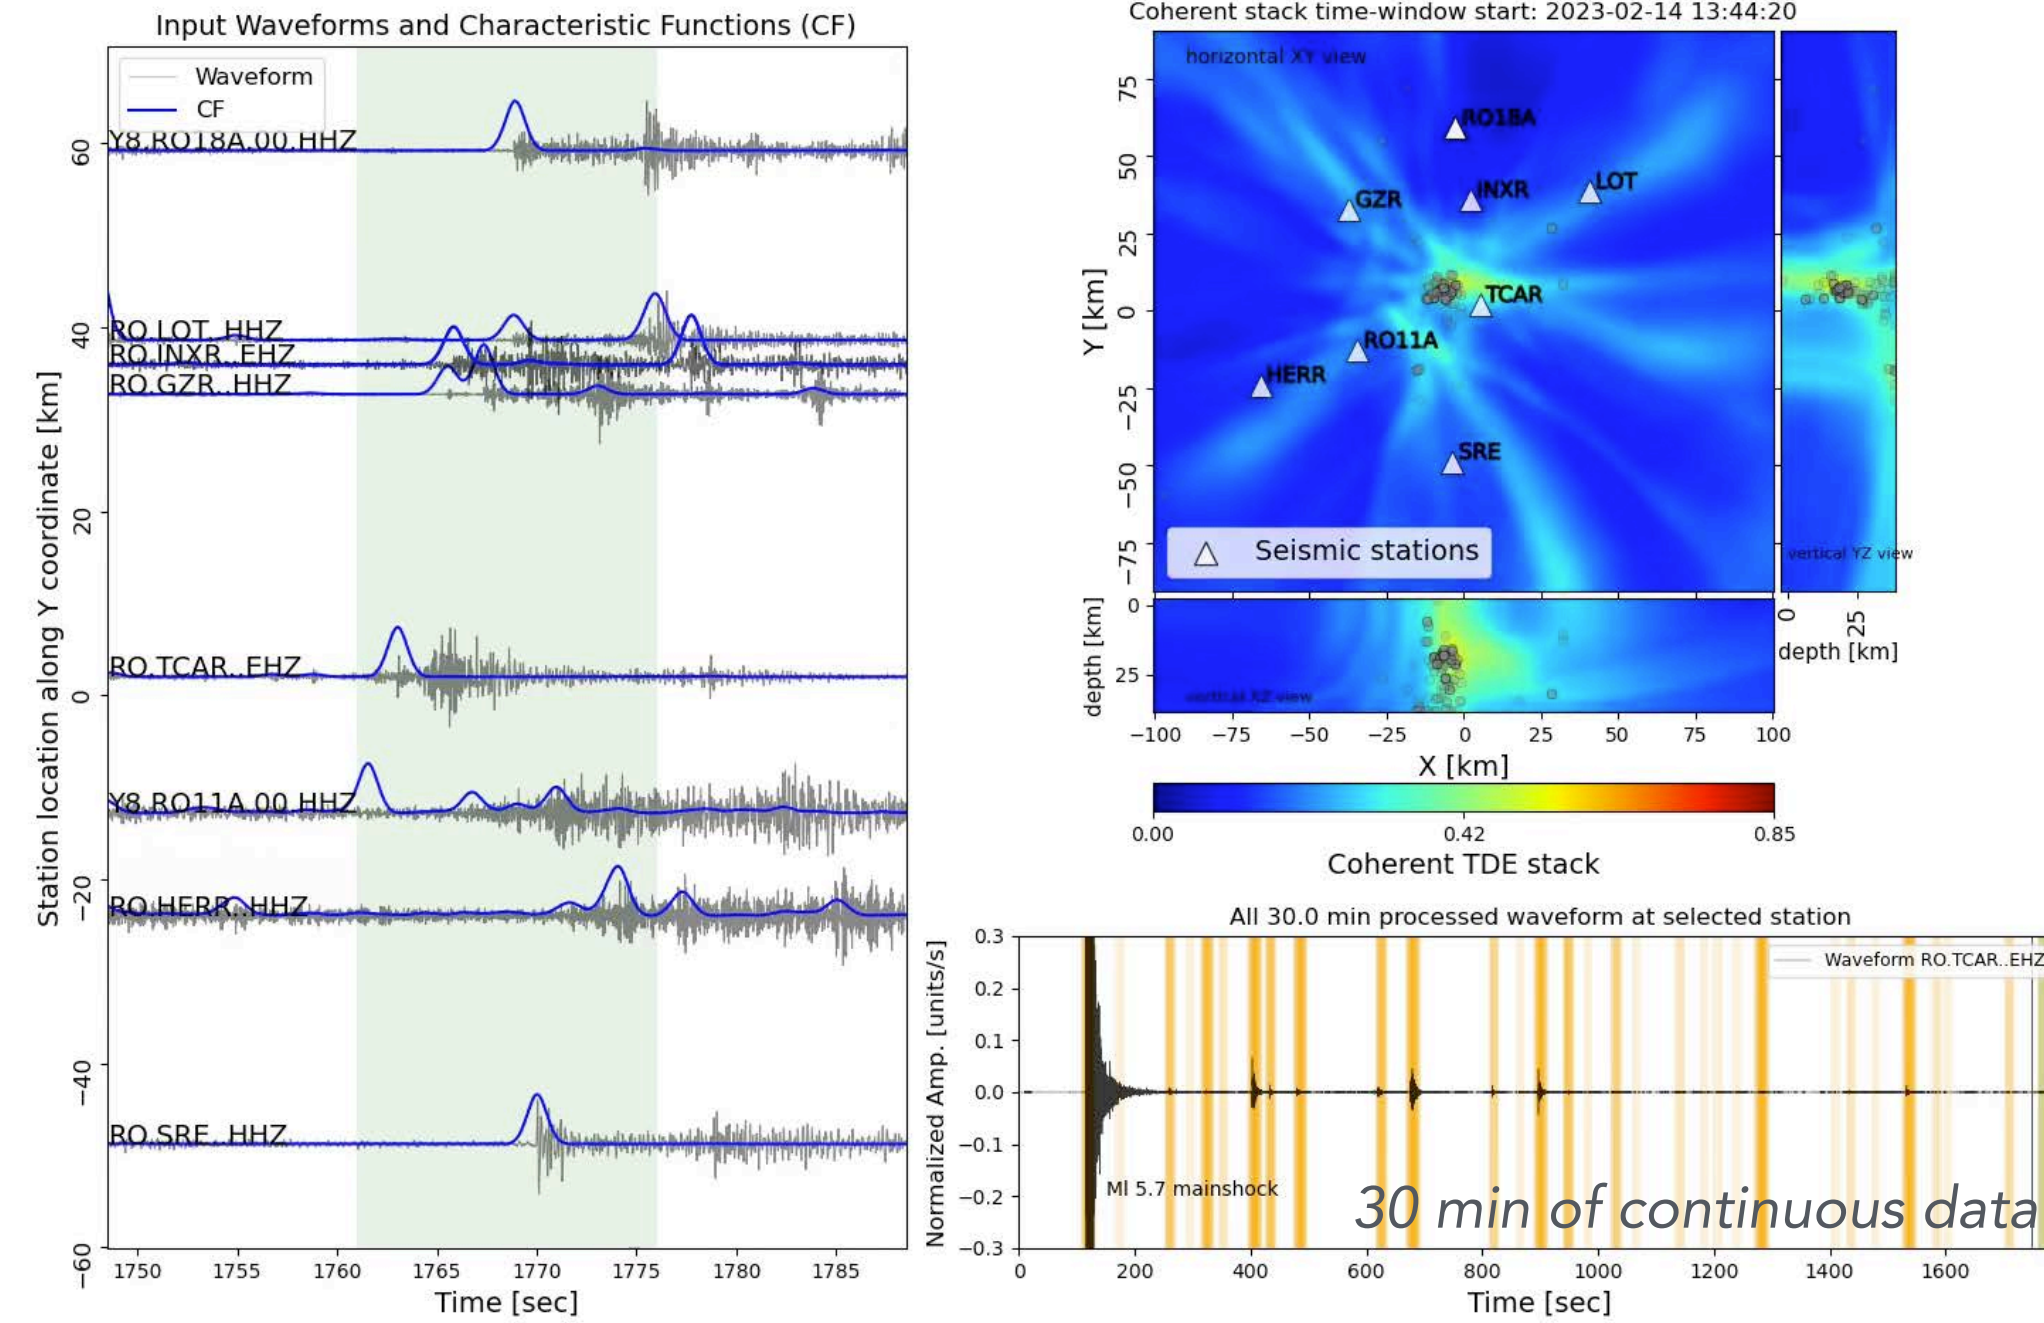 Input Waveforms and Characteristic Functions (CF)
Waveform
CF
Y8.RO18A.00.HHZ
RO.LOT..HHZ
RO.INXR..EHZ
RO.GZR..HHZ
RO.TCAR..EHZ
Y8.RO11A.00.HHZ
RO.HERR..HHZ
RO.SRE..HHZ
Station location along Y coordinate [km]
60
40
20
0
−20
−40
−60
1750 1755 1760 1765 1770 1775 1780 1785
Time [sec]
Coherent stack time-window start: 2023-02-14 13:44:20
horizontal XY view
RO18A
INXR
LOT
GZR
TCAR
RO11A
HERR
SRE
Seismic stations
Y [km]
75
50
25
0
−25
−50
−75
vertical YZ view
0 25
depth [km]
depth [km]
0
25
vertical XZ view
−100 −75 −50 −25 0 25 50 75 100
X [km]
0.00 0.42 0.85
Coherent TDE stack
All 30.0 min processed waveform at selected station
Waveform RO.TCAR..EHZ
Normalized Amp. [units/s]
0.3
0.2
0.1
0.0
−0.1
−0.2
−0.3
Ml 5.7 mainshock
30 min of continuous data
0 200 400 600 800 1000 1200 1400 1600
Time [sec]